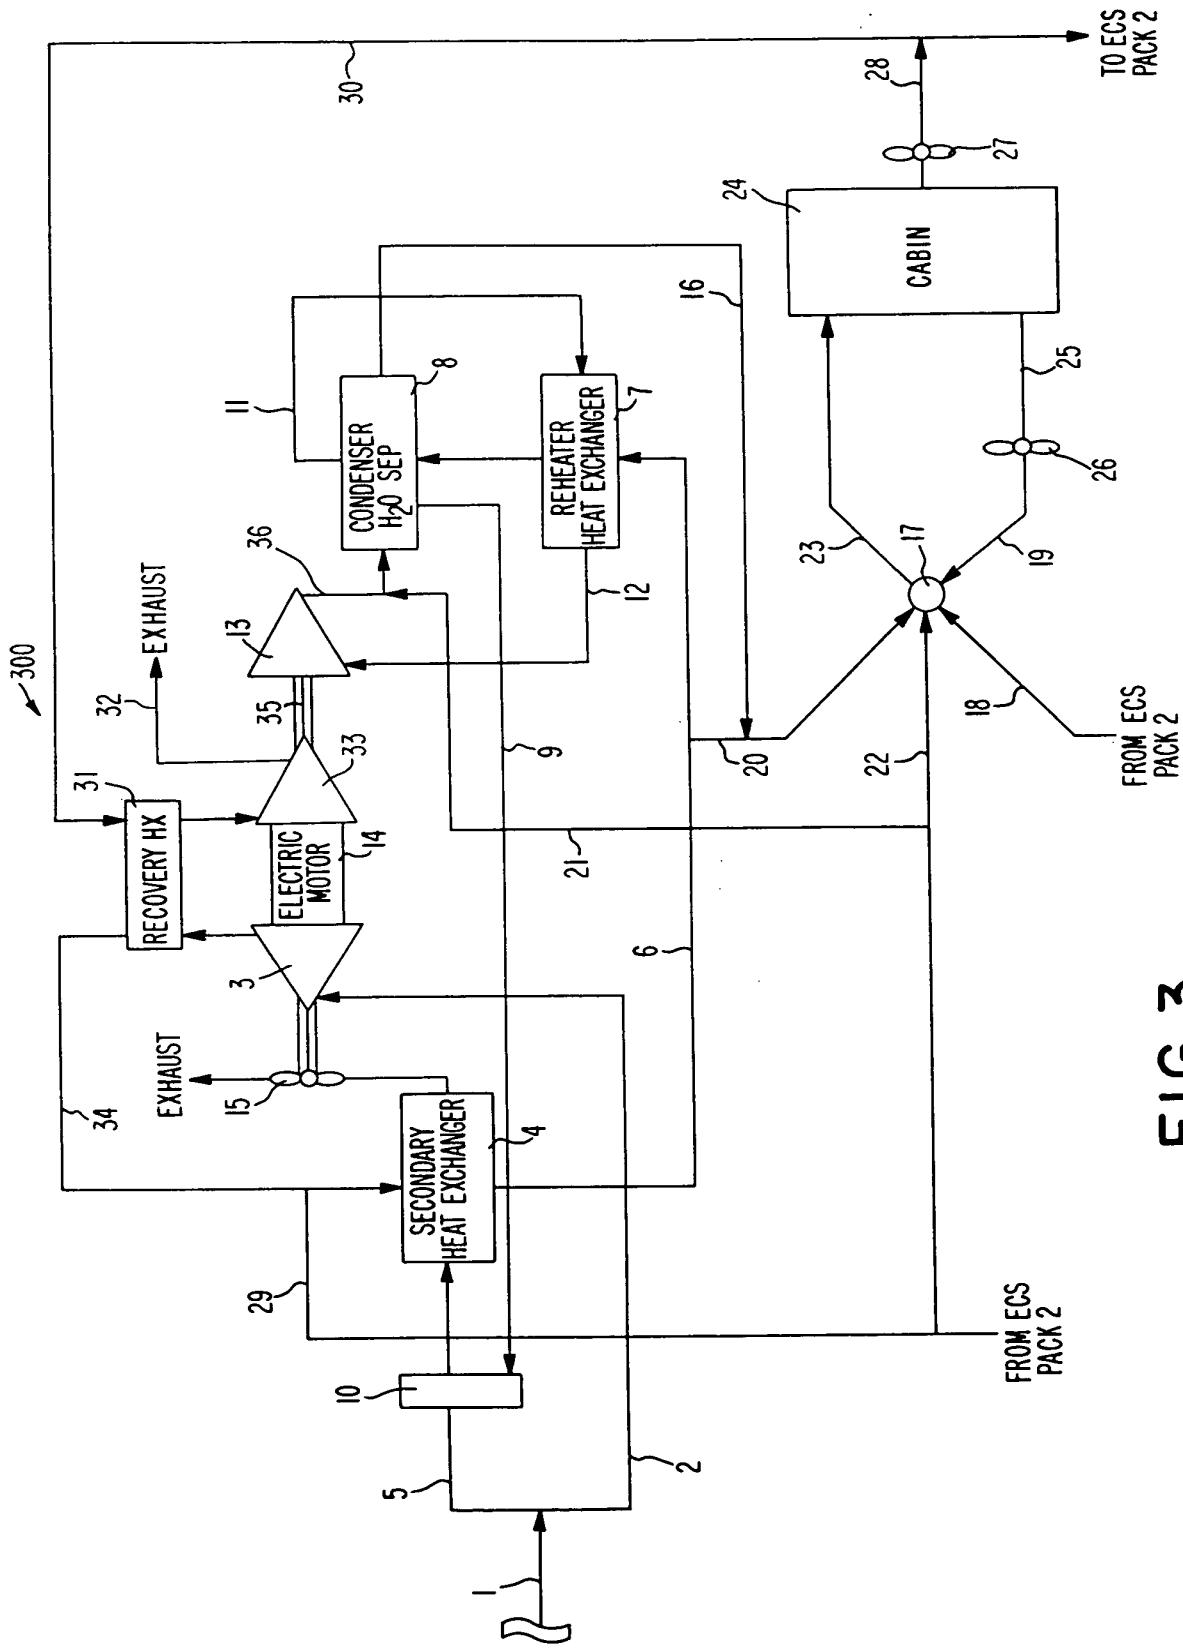 300
30
TO ECS
PACK 2
28
27
24
CABIN
25
26
23
17
19
18
FROM ECS
PACK 2
22
EXHAUST
32
31
RECOVERY HX
33
35
13
36
ELECTRIC
MOTOR
14
3
EXHAUST
15
34
11
CONDENSER
H2O SEP
8
REHEATER
HEAT EXCHANGER
7
12
16
9
20
21
6
SECONDARY
HEAT EXCHANGER
4
29
10
5
2
1
FROM ECS
PACK 2
FIG 3